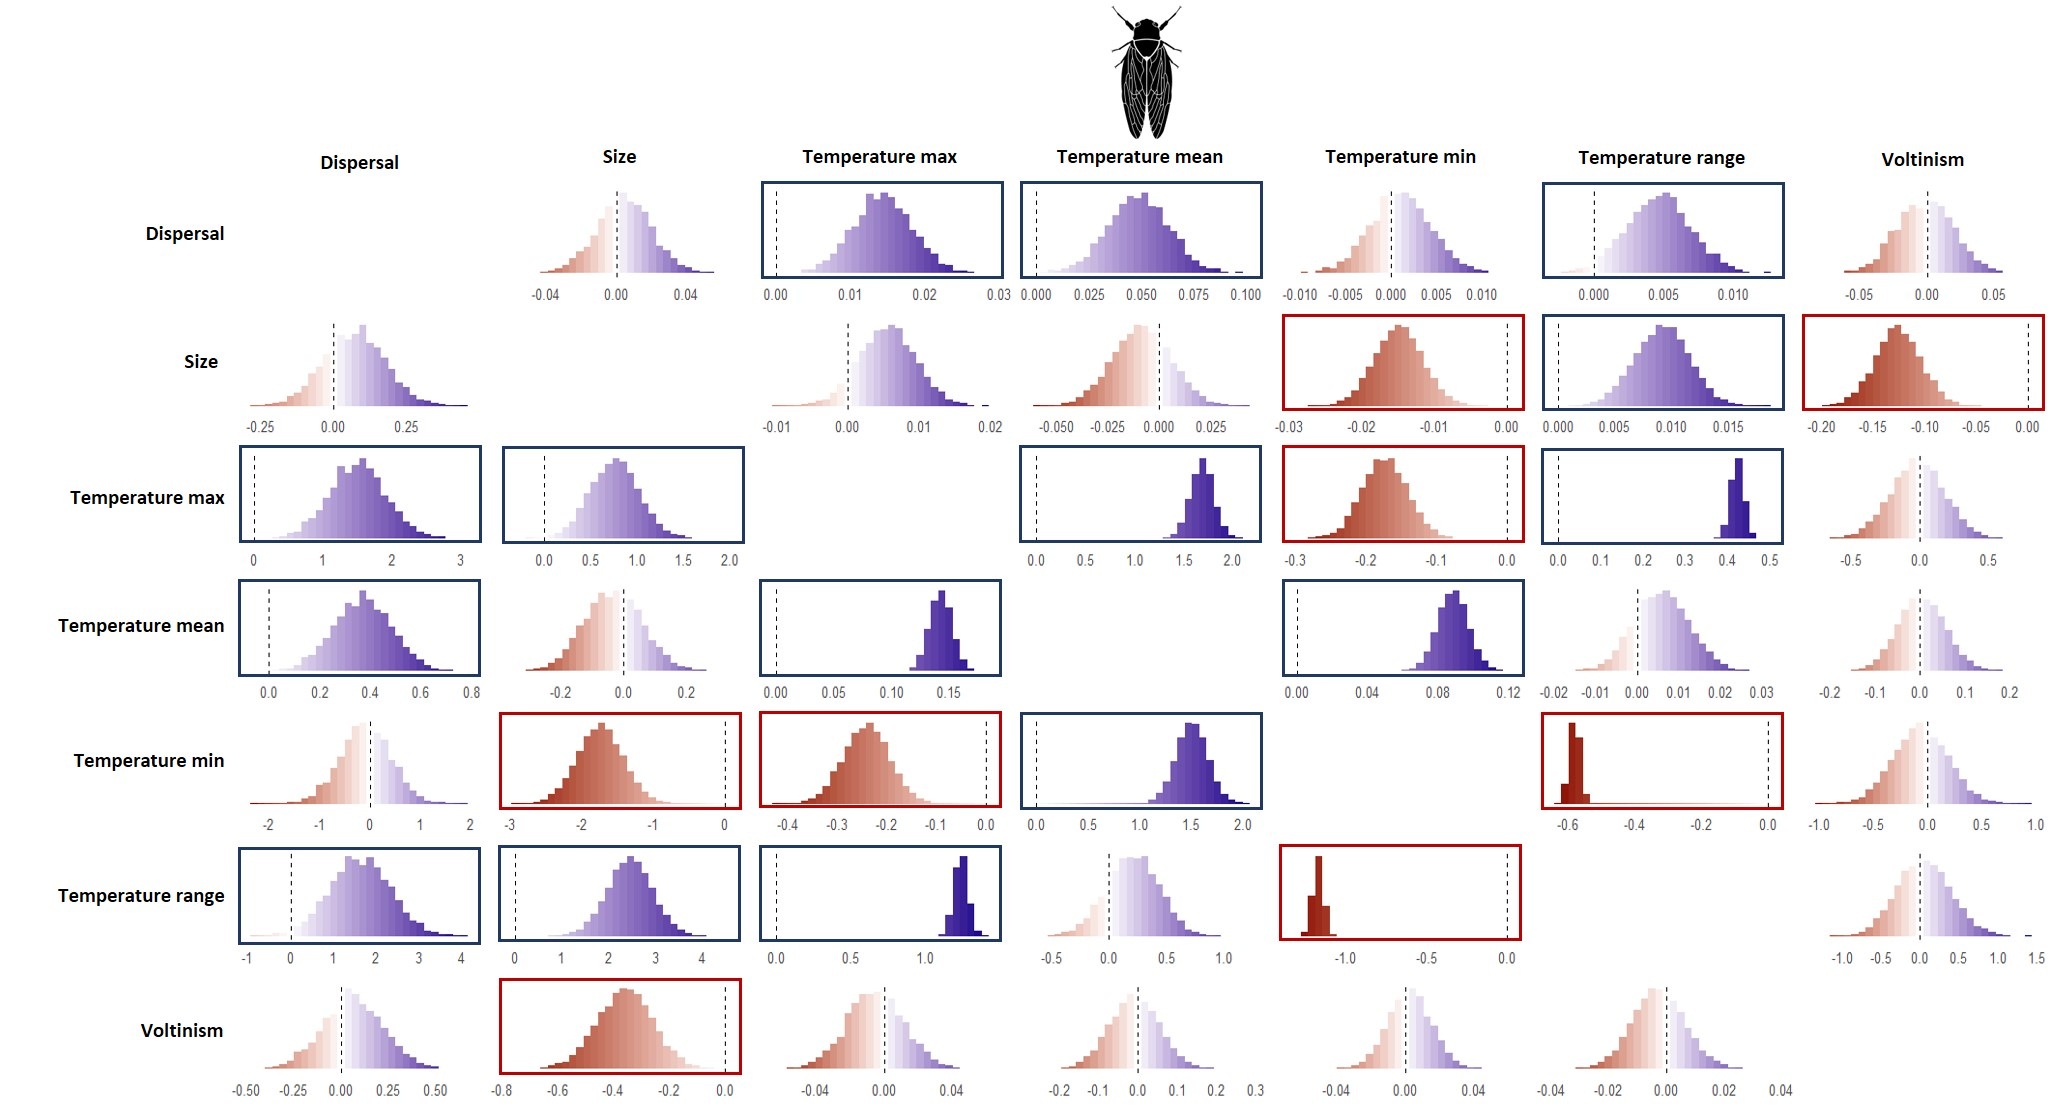 Dispersal Size Temperature max Temperature mean Temperature min Temperature range Voltinism
Dispersal
-0.04 0.00 0.04 0.00 0.01 0.02 0.03 0.000 0.025 0.050 0.075 0.100 -0.010 -0.005 0.000 0.005 0.010 0.000 0.005 0.010 -0.05 0.00 0.05
Size
-0.25 0.00 0.25 -0.01 0.00 0.01 0.02 -0.050 -0.025 0.000 0.025 -0.03 -0.02 -0.01 0.00 0.000 0.005 0.010 0.015 -0.20 -0.15 -0.10 -0.05 0.00
Temperature max
0 1 2 3 0.0 0.5 1.0 1.5 2.0 0.0 0.5 1.0 1.5 2.0 -0.3 -0.2 -0.1 0.0 0.0 0.1 0.2 0.3 0.4 0.5 -0.5 0.0 0.5
Temperature mean
0.0 0.2 0.4 0.6 0.8 -0.2 0.0 0.2 0.00 0.05 0.10 0.15 0.00 0.04 0.08 0.12 -0.02 -0.01 0.00 0.01 0.02 0.03 -0.2 -0.1 0.0 0.1 0.2
Temperature min
-2 -1 0 1 2 -3 -2 -1 0 -0.4 -0.3 -0.2 -0.1 0.0 0.0 0.5 1.0 1.5 2.0 -0.6 -0.4 -0.2 0.0 -1.0 -0.5 0.0 0.5 1.0
Temperature range
-1 0 1 2 3 4 0 1 2 3 4 0.0 0.5 1.0 -0.5 0.0 0.5 1.0 -1.0 -0.5 0.0 -1.0 -0.5 0.0 0.5 1.0 1.5
Voltinism
-0.50 -0.25 0.00 0.25 0.50 -0.8 -0.6 -0.4 -0.2 0.0 -0.04 0.00 0.04 -0.2 -0.1 0.0 0.1 0.2 0.3 -0.04 0.00 0.04 -0.04 -0.02 0.00 0.02 0.04